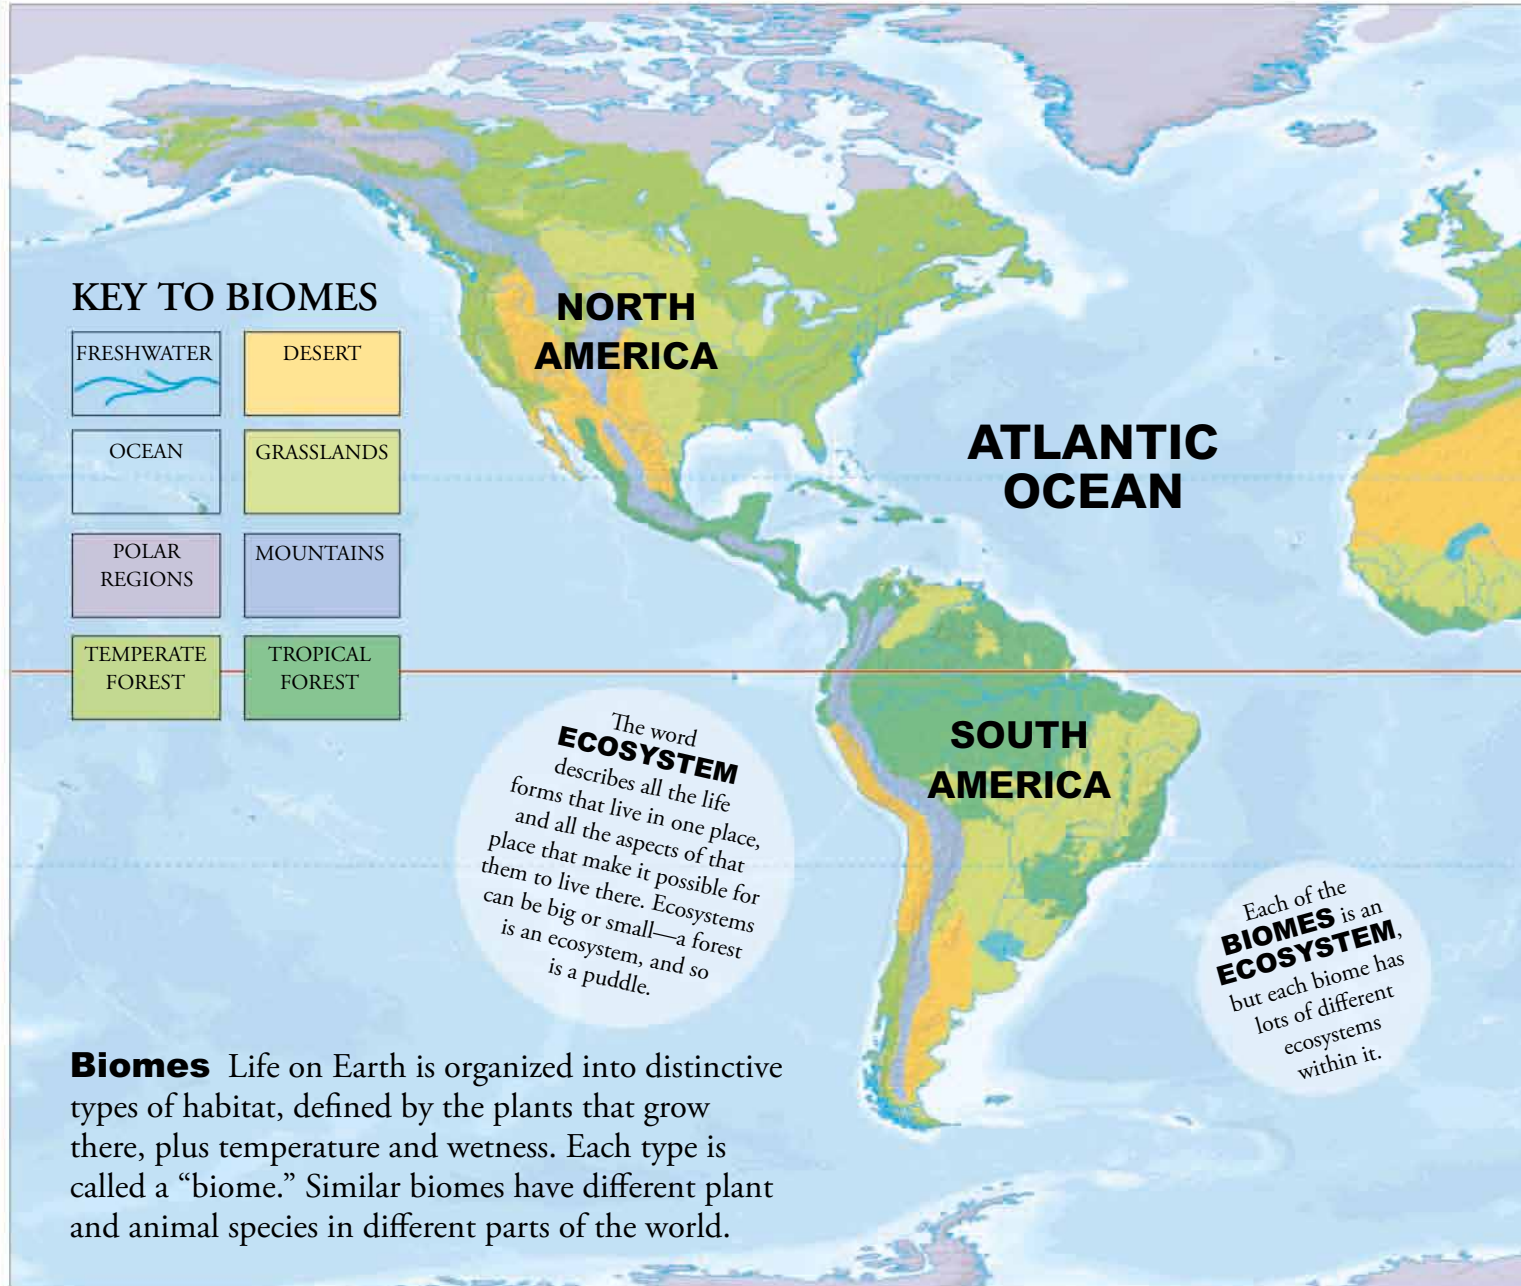 KEY TO BIOMES
FRESHWATER
DESERT
OCEAN
GRASSLANDS
POLAR
REGIONS
MOUNTAINS
TEMPERATE
FOREST
TROPICAL
FOREST
NORTH
AMERICA
ATLANTIC
OCEAN
SOUTH
AMERICA
The word
ECOSYSTEM
describes all the life
forms that live in one place,
and all the aspects of that
place that make it possible for
them to live there. Ecosystems
can be big or small—a forest
is an ecosystem, and so
is a puddle.
Each of the
BIOMES is an
ECOSYSTEM,
but each biome has
lots of different
ecosystems
within it.
Biomes Life on Earth is organized into distinctive
types of habitat, defined by the plants that grow
there, plus temperature and wetness. Each type is
called a “biome.” Similar biomes have different plant
and animal species in different parts of the world.